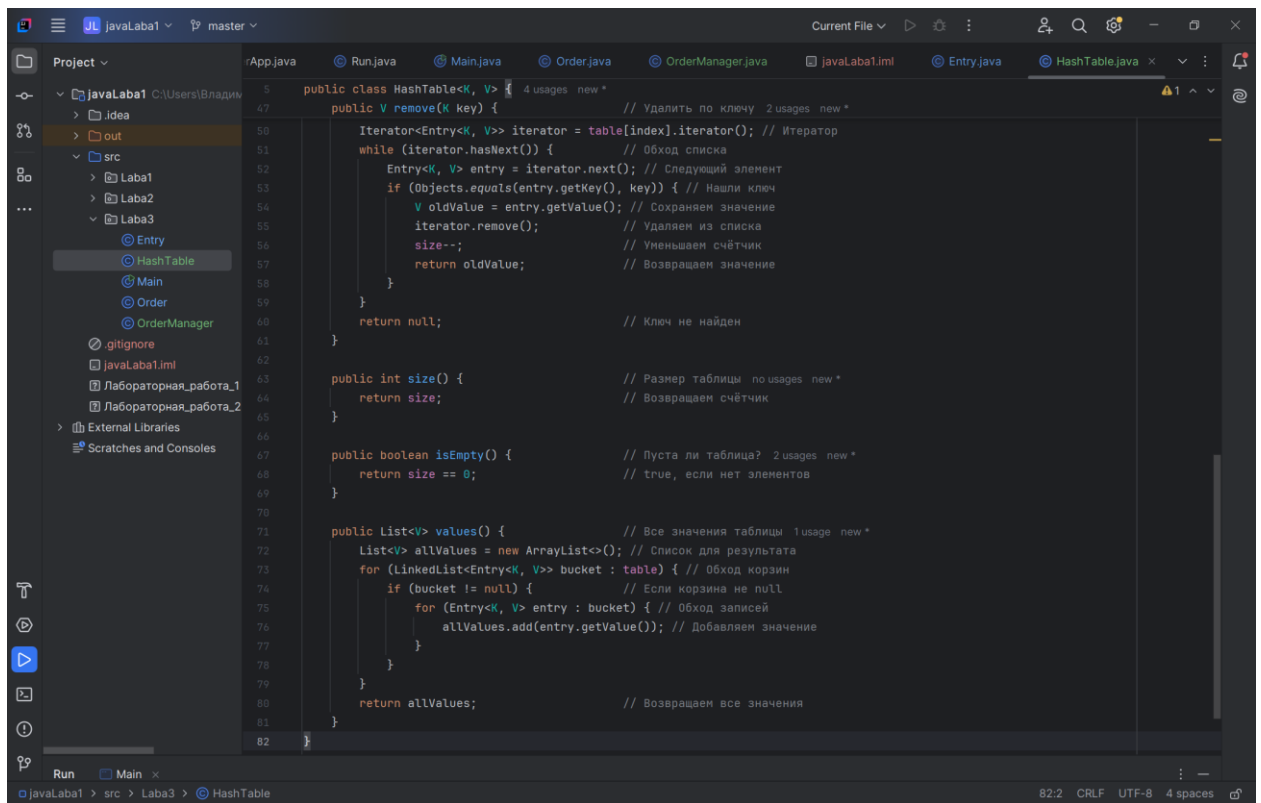 JL javaLaba1 master Current File
Project
rApp.java Run.java Main.java Order.java OrderManager.java javaLaba1.iml Entry.java HashTable.java
javaLaba1 C:\Users\Владим
.idea
out
src
Laba1
Laba2
Laba3
Entry
HashTable
Main
Order
OrderManager
.gitignore
javaLaba1.iml
Лабораторная_работа_1
Лабораторная_работа_2
External Libraries
Scratches and Consoles
5 public class HashTable<K, V> { 4 usages new *
1
47 public V remove(K key) { // Удалить по ключу 2 usages new *
50 Iterator<Entry<K, V>> iterator = table[index].iterator(); // Итератор
51 while (iterator.hasNext()) { // Обход списка
52 Entry<K, V> entry = iterator.next(); // Следующий элемент
53 if (Objects.equals(entry.getKey(), key)) { // Нашли ключ
54 V oldValue = entry.getValue(); // Сохраняем значение
55 iterator.remove(); // Удаляем из списка
56 size--; // Уменьшаем счётчик
57 return oldValue; // Возвращаем значение
58 }
59 }
60 return null; // Ключ не найден
61 }
62
63 public int size() { // Размер таблицы no usages new *
64 return size; // Возвращаем счётчик
65 }
66
67 public boolean isEmpty() { // Пуста ли таблица? 2 usages new *
68 return size == 0; // true, если нет элементов
69 }
70
71 public List<V> values() { // Все значения таблицы 1 usage new *
72 List<V> allValues = new ArrayList<>(); // Список для результата
73 for (LinkedList<Entry<K, V>> bucket : table) { // Обход корзин
74 if (bucket != null) { // Если корзина не null
75 for (Entry<K, V> entry : bucket) { // Обход записей
76 allValues.add(entry.getValue()); // Добавляем значение
77 }
78 }
79 }
80 return allValues; // Возвращаем все значения
81 }
82 }
Run Main
javaLaba1 > src > Laba3 > HashTable 82:2 CRLF UTF-8 4 spaces